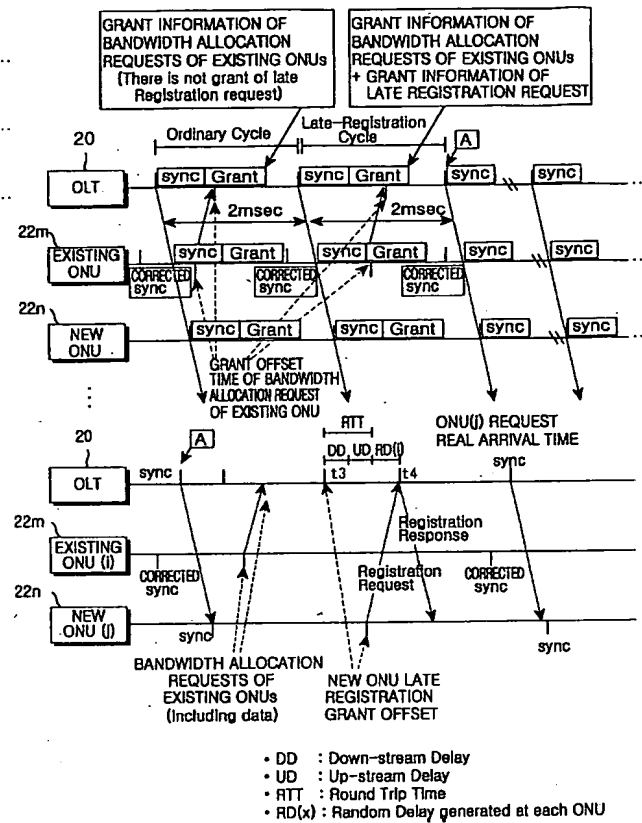 GRANT INFORMATION OF
BANDWIDTH ALLOCATION
REQUESTS OF EXISTING ONUs
(There is not grant of late
Registration request)
GRANT INFORMATION OF
BANDWIDTH ALLOCATION
REQUESTS OF EXISTING ONUs
+ GRANT INFORMATION OF
LATE REGISTRATION REQUEST
Ordinary Cycle
Late-Registration
Cycle
A
20
OLT
sync Grant sync Grant sync sync
2msec 2msec
22m
EXISTING
ONU
sync Grant sync Grant sync sync
CORRECTED
sync
CORRECTED
sync
CORRECTED
sync
22n
NEW
ONU
sync Grant sync Grant sync sync
GRANT OFFSET
TIME OF BANDWIDTH
ALLOCATION REQUEST
OF EXISTING ONU
RTT
DD UD RD(i)
ONU(j) REQUEST
REAL ARRIVAL TIME
20
OLT
sync
A
t3
t4
sync
22m
EXISTING
ONU (i)
CORRECTED
sync
Registration
Response
Registration
Request
CORRECTED
sync
22n
NEW
ONU (j)
sync
sync
BANDWIDTH ALLOCATION
REQUESTS OF
EXISTING ONUs
(including data)
NEW ONU LATE
REGISTRATION
GRANT OFFSET
• DD : Down-stream Delay
• UD : Up-stream Delay
• RTT : Round Trip Time
• RD(x) : Random Delay generated at each ONU